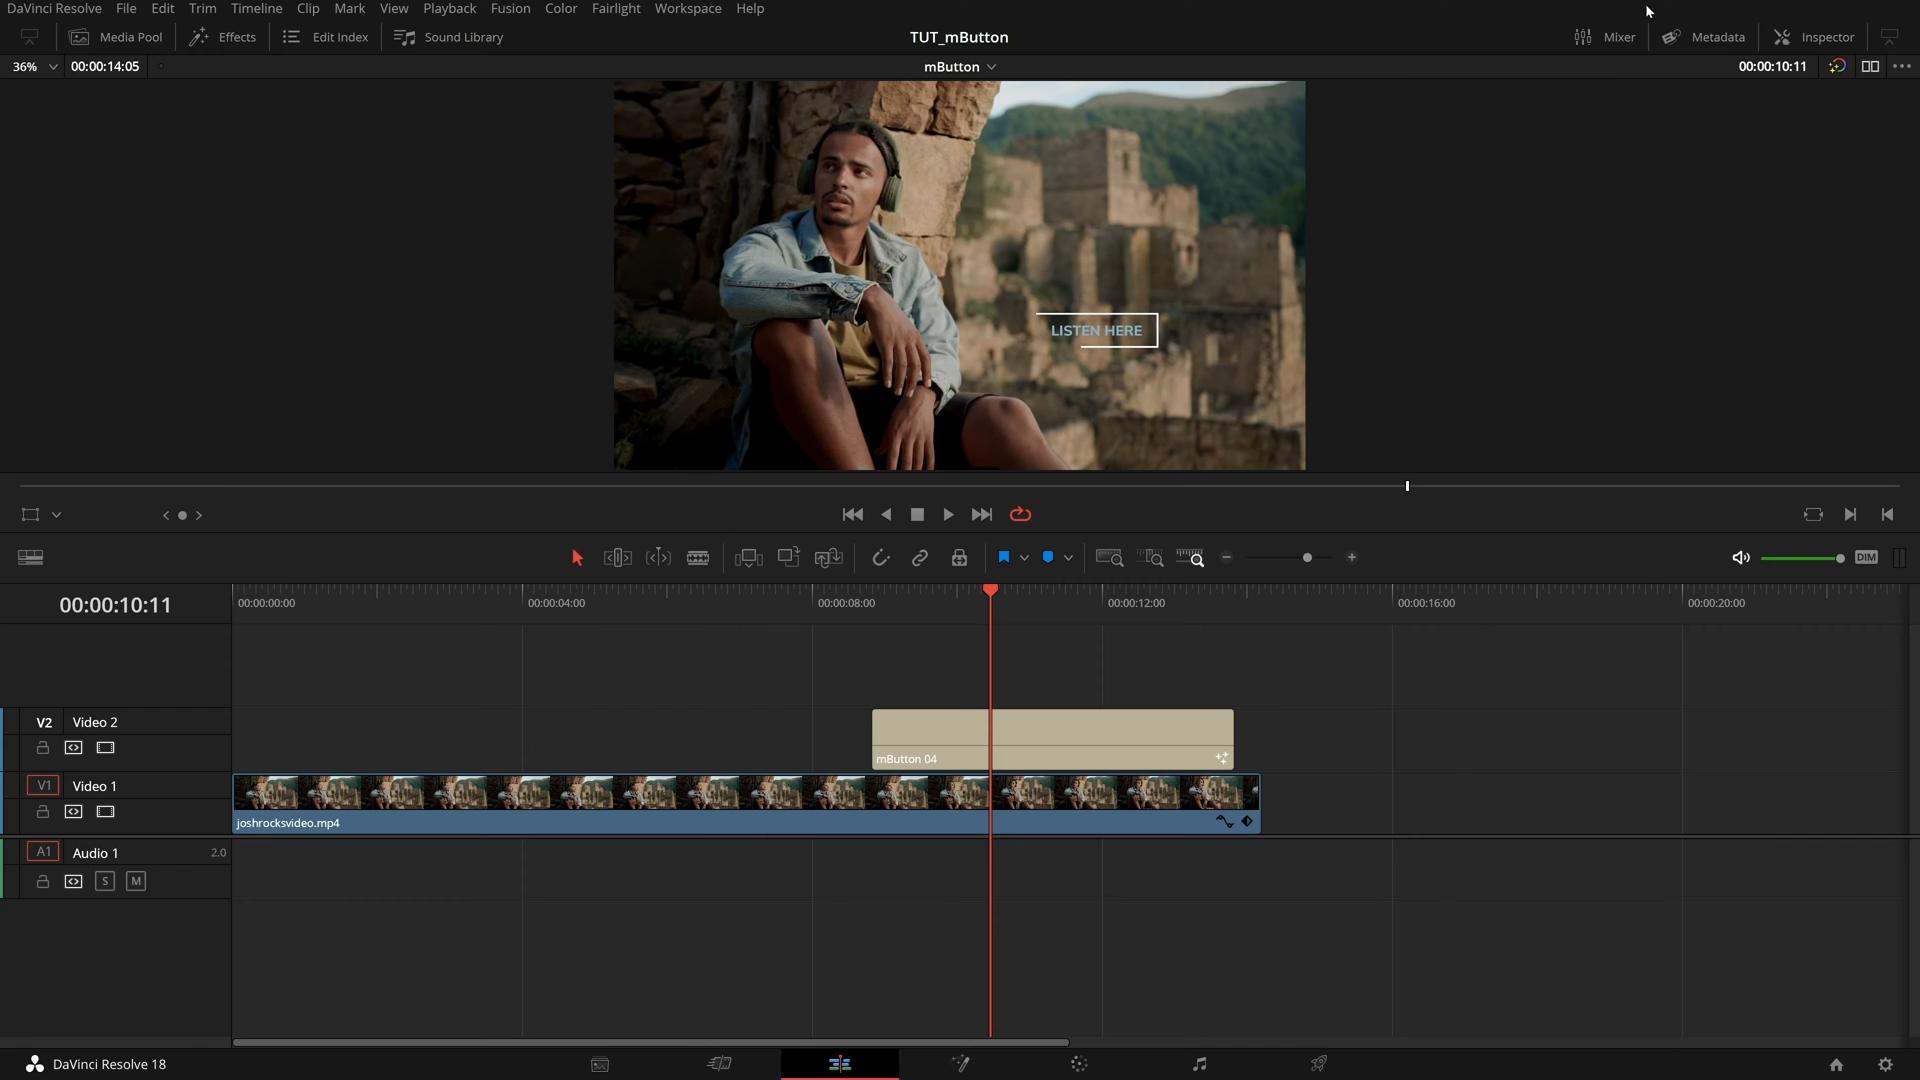 DaVinci Resolve File Edit Trim Timeline Clip Mark View Playback Fusion Color Fairlight Workspace Help
Media Pool Effects Edit Index Sound Library TUT_mButton Mixer Metadata Inspector
36% 00:00:14:05 mButton 00:00:10:11
LISTEN HERE
DIM
00:00:10:11 00:00:00:00 00:00:04:00 00:00:08:00 00:00:12:00 00:00:16:00 00:00:20:00
V2 Video 2
mButton 04
V1 Video 1
joshrocksvideo.mp4
A1 Audio 1 2.0
S M
DaVinci Resolve 18